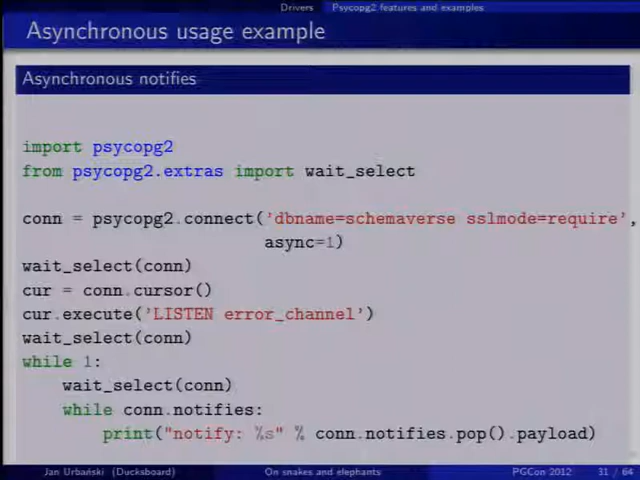 Drivers Psycopg2 features and examples
Asynchronous usage example
Asynchronous notifies
import psycopg2
from psycopg2.extras import wait_select
conn = psycopg2.connect('dbname=schemaverse sslmode=require',
async=1)
wait_select(conn)
cur = conn.cursor()
cur.execute('LISTEN error_channel')
wait_select(conn)
while 1:
wait_select(conn)
while conn.notifies:
print("notify: %s" % conn.notifies.pop().payload)
Jan Urbański (Ducksboard) On snakes and elephants PGCon 2012 31 / 64